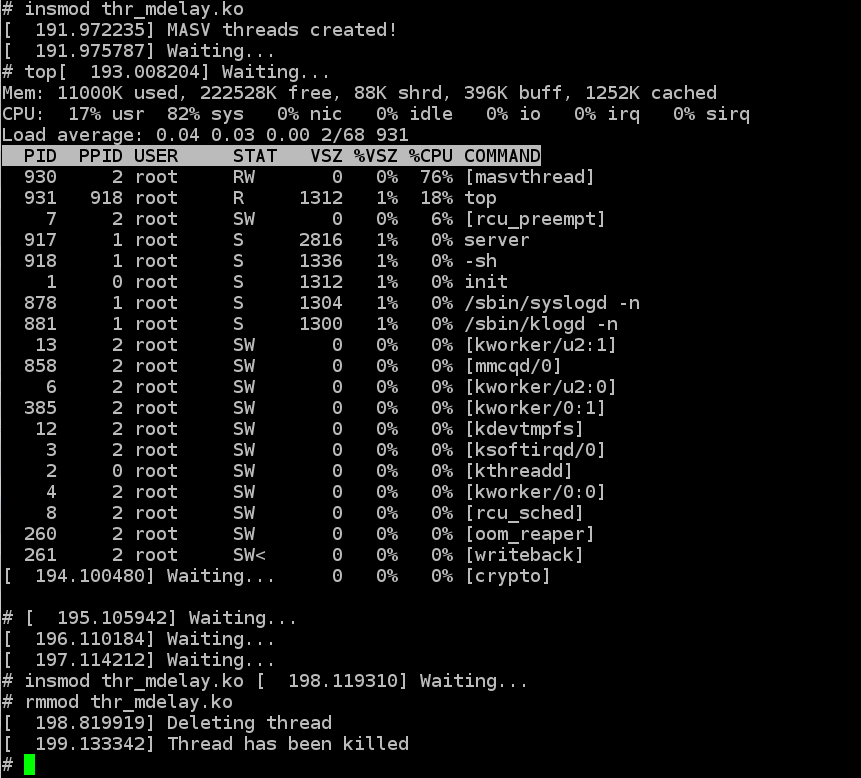 # insmod thr_mdelay.ko
[  191.972235] MASV threads created!
[  191.975787] Waiting...
# top[  193.008204] Waiting...
Mem: 11000K used, 222528K free, 88K shrd, 396K buff, 1252K cached
CPU:  17% usr  82% sys   0% nic   0% idle   0% io   0% irq   0% sirq
Load average: 0.04 0.03 0.00 2/68 931
  PID  PPID USER     STAT   VSZ %VSZ %CPU COMMAND
  930     2 root     RW       0   0%  76% [masvthread]
  931   918 root     R     1312   1%  18% top
    7     2 root     SW       0   0%   6% [rcu_preempt]
  917     1 root     S     2816   1%   0% server
  918     1 root     S     1336   1%   0% -sh
    1     0 root     S     1312   1%   0% init
  878     1 root     S     1304   1%   0% /sbin/syslogd -n
  881     1 root     S     1300   1%   0% /sbin/klogd -n
   13     2 root     SW       0   0%   0% [kworker/u2:1]
  858     2 root     SW       0   0%   0% [mmcqd/0]
    6     2 root     SW       0   0%   0% [kworker/u2:0]
  385     2 root     SW       0   0%   0% [kworker/0:1]
   12     2 root     SW       0   0%   0% [kdevtmpfs]
    3     2 root     SW       0   0%   0% [ksoftirqd/0]
    2     0 root     SW       0   0%   0% [kthreadd]
    4     2 root     SW       0   0%   0% [kworker/0:0]
    8     2 root     SW       0   0%   0% [rcu_sched]
  260     2 root     SW       0   0%   0% [oom_reaper]
  261     2 root     SW<      0   0%   0% [writeback]
[  194.100480] Waiting...     0   0%   0% [crypto]
# [  195.105942] Waiting...
[  196.110184] Waiting...
[  197.114212] Waiting...
# insmod thr_mdelay.ko [  198.119310] Waiting...
# rmmod thr_mdelay.ko
[  198.819919] Deleting thread
[  199.133342] Thread has been killed
#